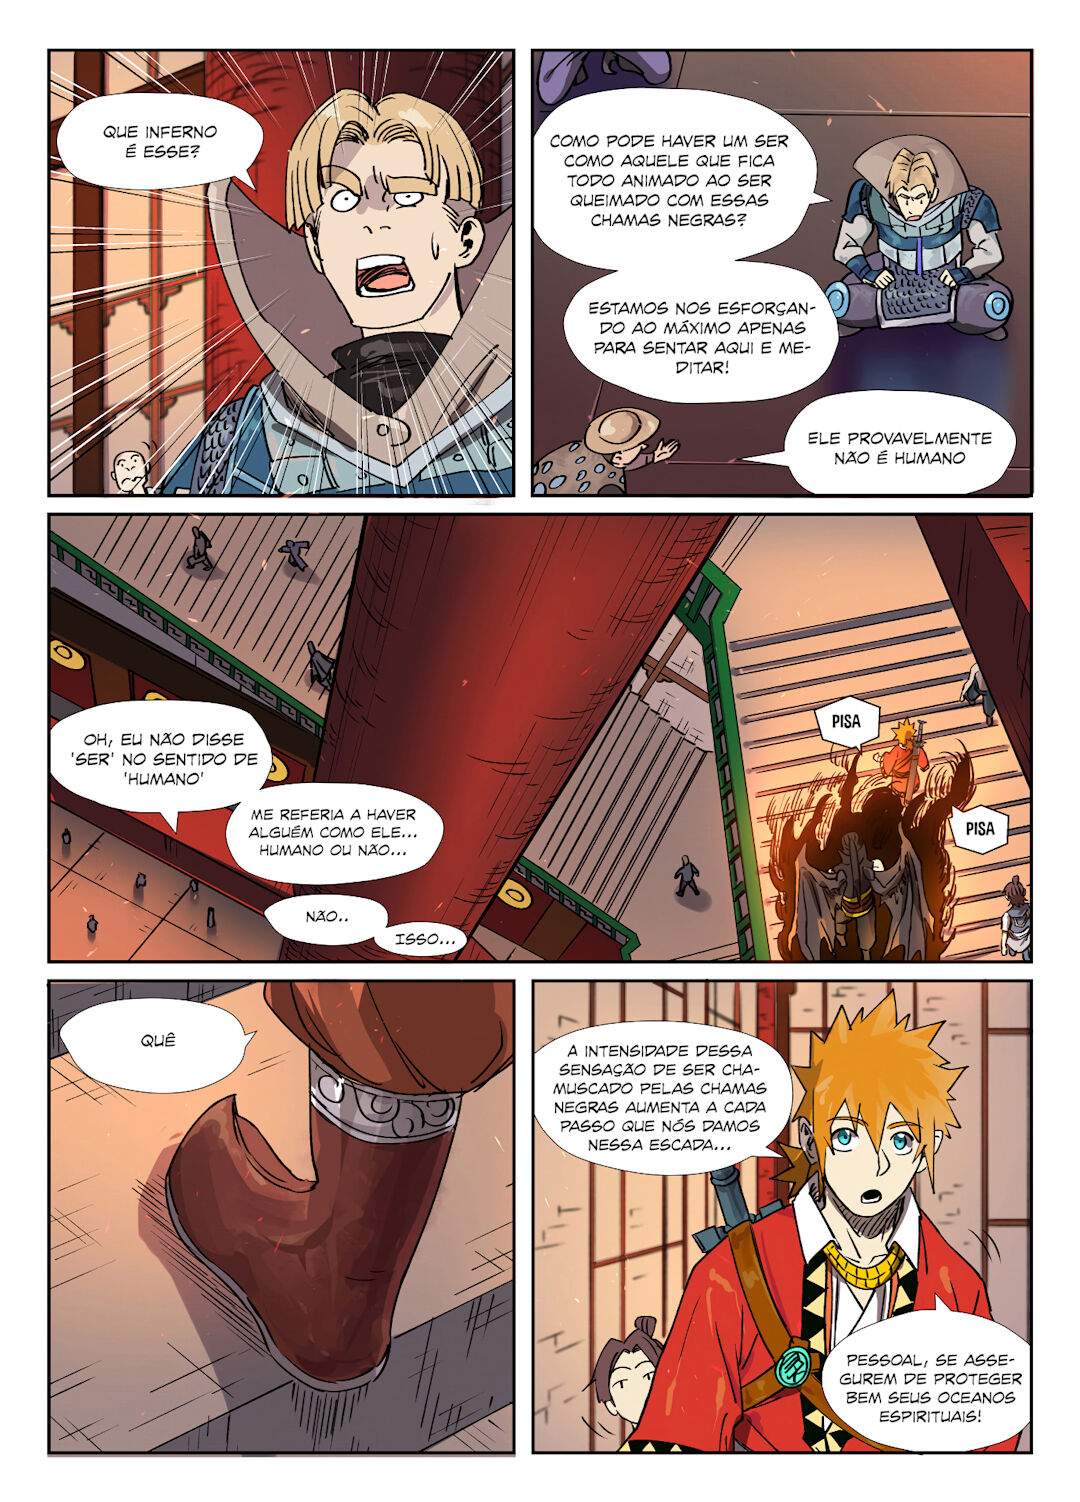 QUE INFERNO
É ESSE?
COMO PODE HAVER UM SER
COMO AQUELE QUE FICA
TODO ANIMADO AO SER
QUEIMADO COM ESSAS
CHAMAS NEGRAS?
ESTAMOS NOS ESFORÇAN-
DO AO MÁXIMO APENAS
PARA SENTAR AQUI E ME-
DITAR!
ELE PROVAVELMENTE
NÃO É HUMANO
OH, EU NÃO DISSE
'SER' NO SENTIDO DE
'HUMANO'
ME REFERIA A HAVER
ALGUÉM COMO ELE...
HUMANO OU NÃO...
NÃO..
ISSO...
PISA
PISA
QUÊ
A INTENSIDADE DESSA
SENSAÇÃO DE SER CHA-
MUSCADO PELAS CHAMAS
NEGRAS AUMENTA A CADA
PASSO QUE NÓS DAMOS
NESSA ESCADA...
PESSOAL, SE ASSE-
GUREM DE PROTEGER
BEM SEUS OCEANOS
ESPIRITUAIS!